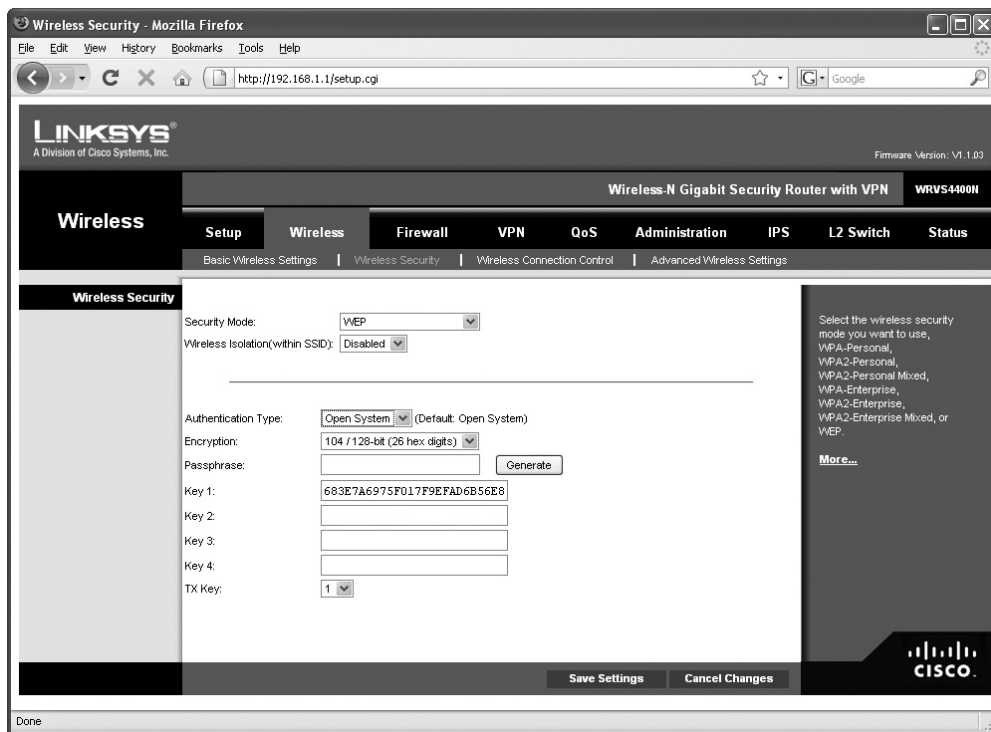 Wireless Security - Mozilla Firefox
File Edit View History Bookmarks Tools Help
http://192.168.1.1/setup.cgi
G Google
LINKSYS®
A Division of Cisco Systems, Inc.
Firmware Version: V1.1.03
Wireless-N Gigabit Security Router with VPN WRVS4400N
Wireless
Setup Wireless Firewall VPN QoS Administration IPS L2 Switch Status
Basic Wireless Settings | Wireless Security | Wireless Connection Control | Advanced Wireless Settings
Wireless Security
Security Mode: WEP
Wireless Isolation(within SSID): Disabled
Authentication Type: Open System (Default: Open System)
Encryption: 104 / 128-bit (26 hex digits)
Passphrase: Generate
Key 1: 683E7A6975F017F9EFAD6B56E8
Key 2:
Key 3:
Key 4:
TX Key: 1
Select the wireless security
mode you want to use,
WPA-Personal,
WPA2-Personal,
WPA2-Personal Mixed,
WPA-Enterprise,
WPA2-Enterprise,
WPA2-Enterprise Mixed, or
WEP.
More...
Save Settings Cancel Changes
CISCO.
Done